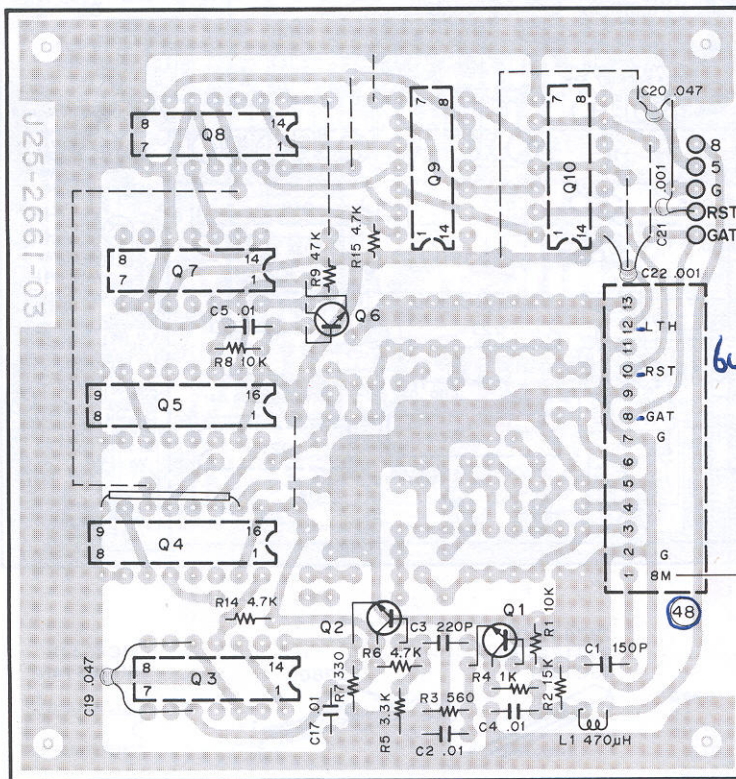 J25-2661-03
8 14
Q8
7 1
7 8
Q9
1 14
7 8
Q10
1 14
C20 .047
8
5
G
RST
GAT
.001
C21
R15 4.7K
R9 47K
8 14
Q7
7 1
C5 .01
R8 10K
Q6
C22 .001
13
12 LTH
11
10 RST
9
8 GAT
7 G
6
5
4
3
2 G
1 8M
48
9 16
Q5
8 1
9 16
Q4
8 1
R14 4.7K
Q2
C3 220P
Q1
R1 10K
C1 150P
R6 4.7K
R4 1K
R2 15K
8 14
Q3
7 1
C19 .047
R7 330
C17 .01
R5 3.3K
R3 560
C2 .01
C4 .01
L1 470μH